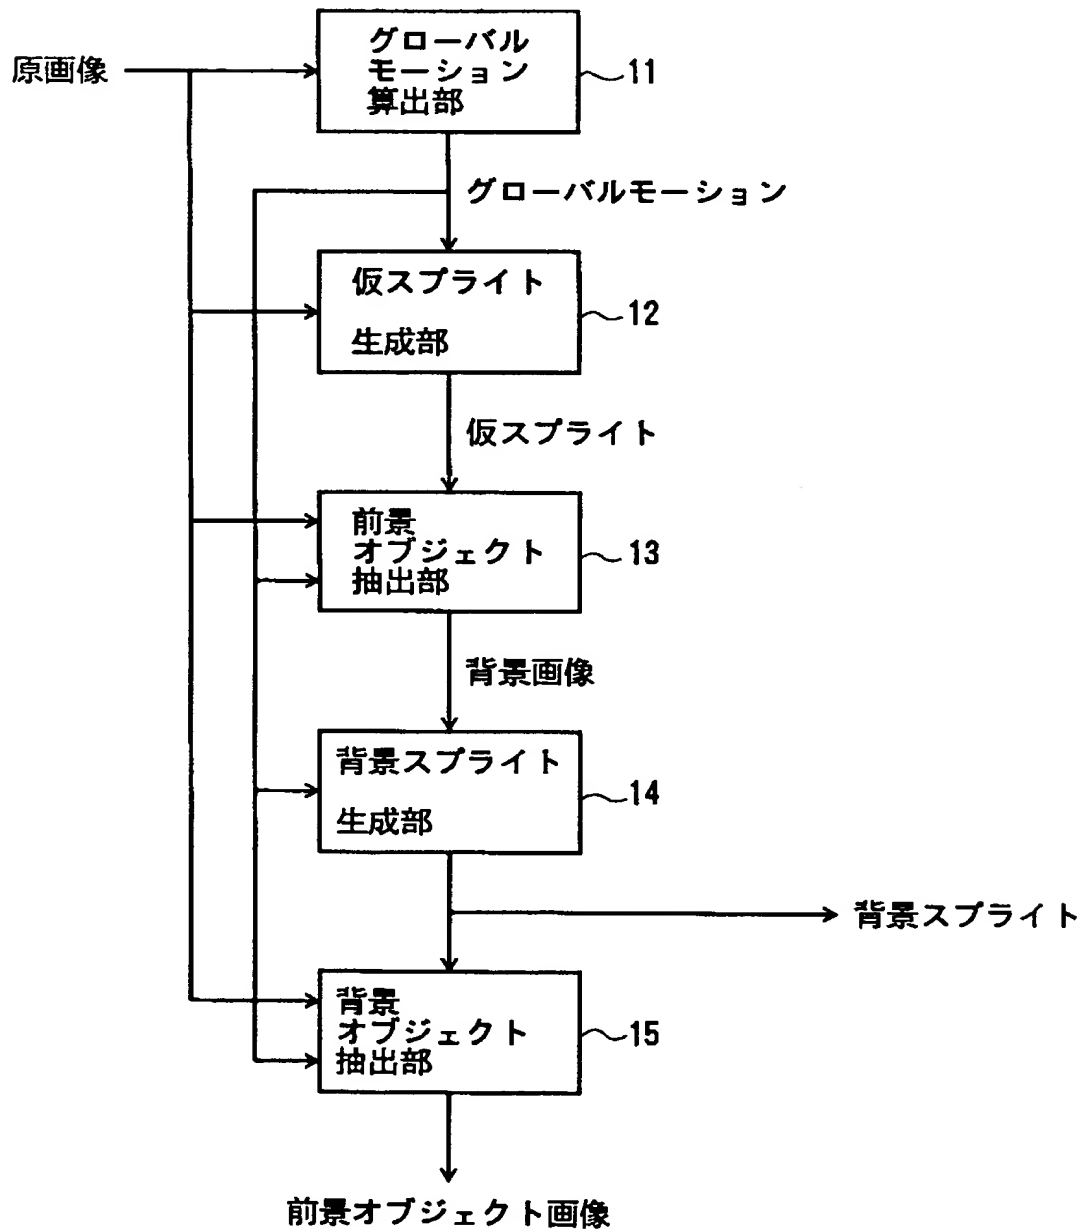 グローバル
モーション
算出部
原画像
11
グローバルモーション
仮スプライト
生成部
12
仮スプライト
前景
オブジェクト
抽出部
13
背景画像
背景スプライト
生成部
14
背景スプライト
背景
オブジェクト
抽出部
15
前景オブジェクト画像